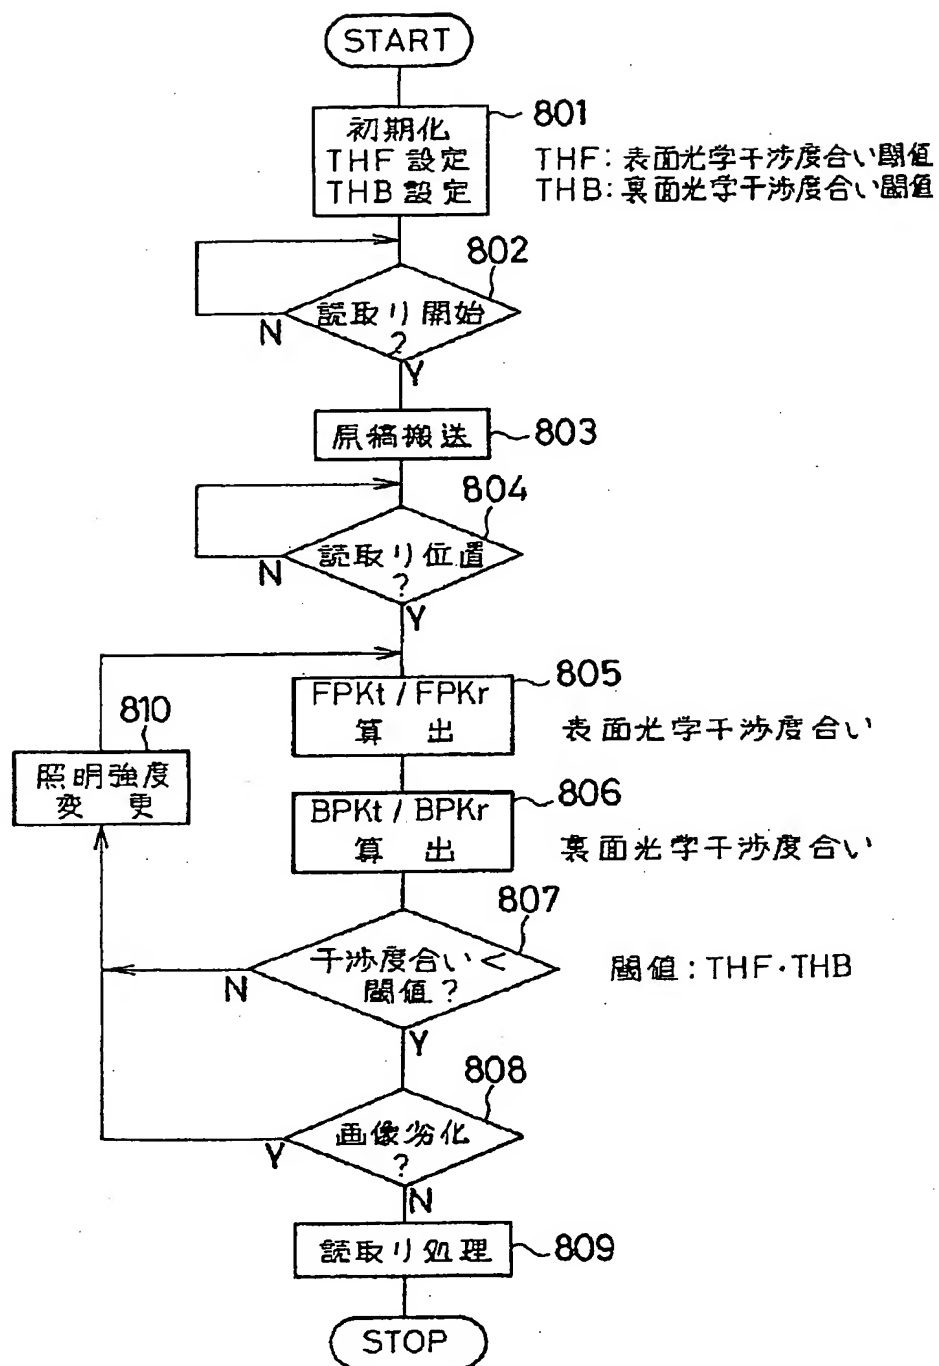 START
801
初期化
THF 設定
THB 設定
THF: 表面光学干渉度合い閾値
THB: 裏面光学干渉度合い閾値
802
読取り開始
?
N
Y
原稿搬送
803
804
読取り位置
?
N
Y
805
FPKt / FPKr
算 出
表面光学干渉度合い
810
照明強度
変 更
806
BPKt / BPKr
算 出
裏面光学干渉度合い
807
干渉度合い <
閾値?
閾値: THF・THB
N
Y
808
画像劣化
?
Y
N
読取り処理
809
STOP